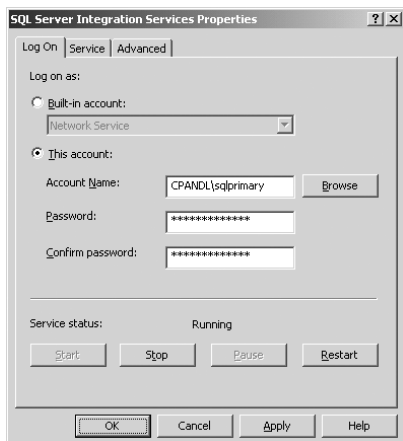 SQL Server Integration Services Properties
Log On Service Advanced
Log on as:
Built-in account:
Network Service
This account:
Account Name: CPANDL\sqlprimary Browse
Password: *************
Confirm password: *************
Service status: Running
Start Stop Pause Restart
OK Cancel Apply Help